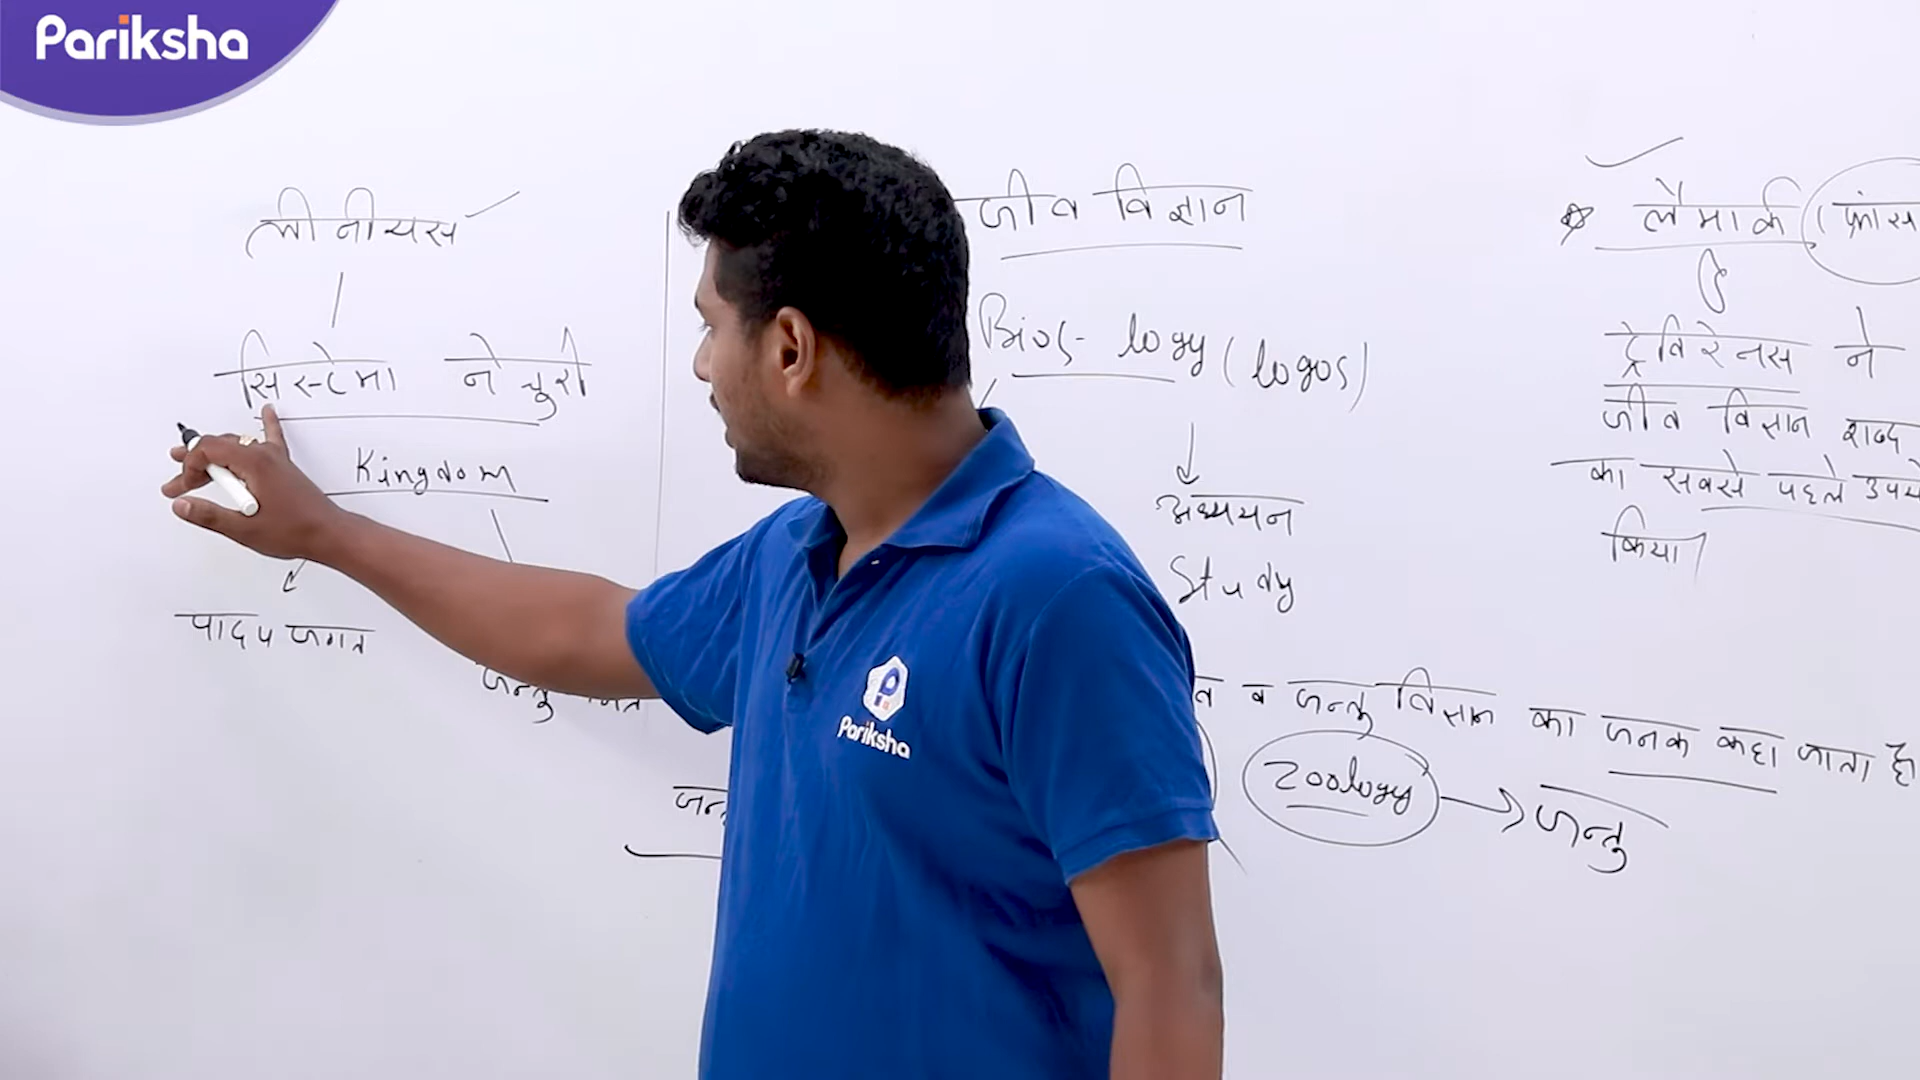 Pariksha
लीनीयस
सिस्टेमा नेचुरी
Kingdom
पादप जगत
जन्तु
जीव विज्ञान
Bios- logy (logos)
अध्ययन
Study
व जन्तु विज्ञान का जनक कहा जाता है
Zoology → जन्तु
लैमार्क (फ्रांस
ट्रेविरेनस ने
जीव विज्ञान शब्द
का सबसे पहले
किया
Pariksha